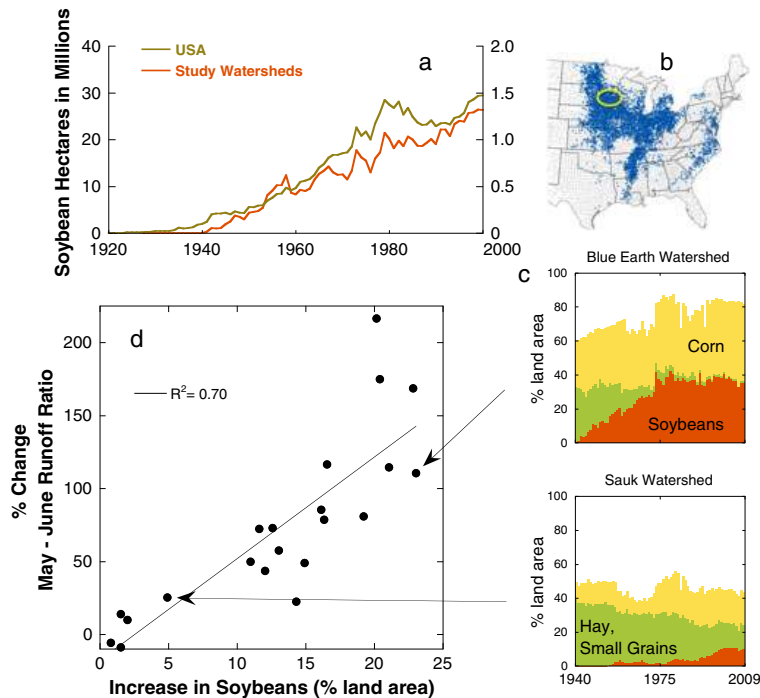 USA
Study Watersheds
a
Soybean Hectares in Millions
40
30
20
10
0
2.0
1.5
1.0
0.5
0
1920
1940
1960
1980
2000
b
c
Blue Earth Watershed
% land area
100
80
60
40
20
0
Corn
Soybeans
1940
1975
2009
d
R²= 0.70
% Change
May - June Runoff Ratio
200
150
100
50
0
0
5
10
15
20
25
Increase in Soybeans (% land area)
Sauk Watershed
% land area
100
80
60
40
20
0
Hay,
Small Grains
1940
1975
2009